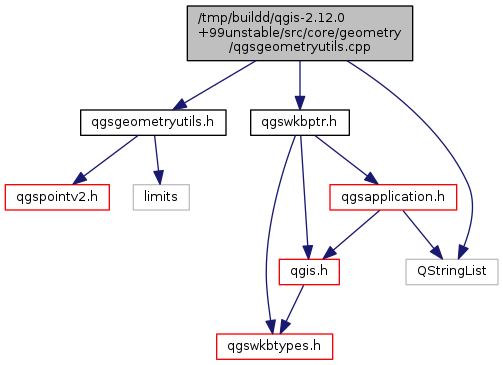 /tmp/buildd/qgis-2.12.0
+99unstable/src/core/geometry
/qgsgeometryutils.cpp
qgsgeometryutils.h
qgswkbptr.h
qgspointv2.h
limits
qgsapplication.h
qgis.h
QStringList
qgswkbtypes.h